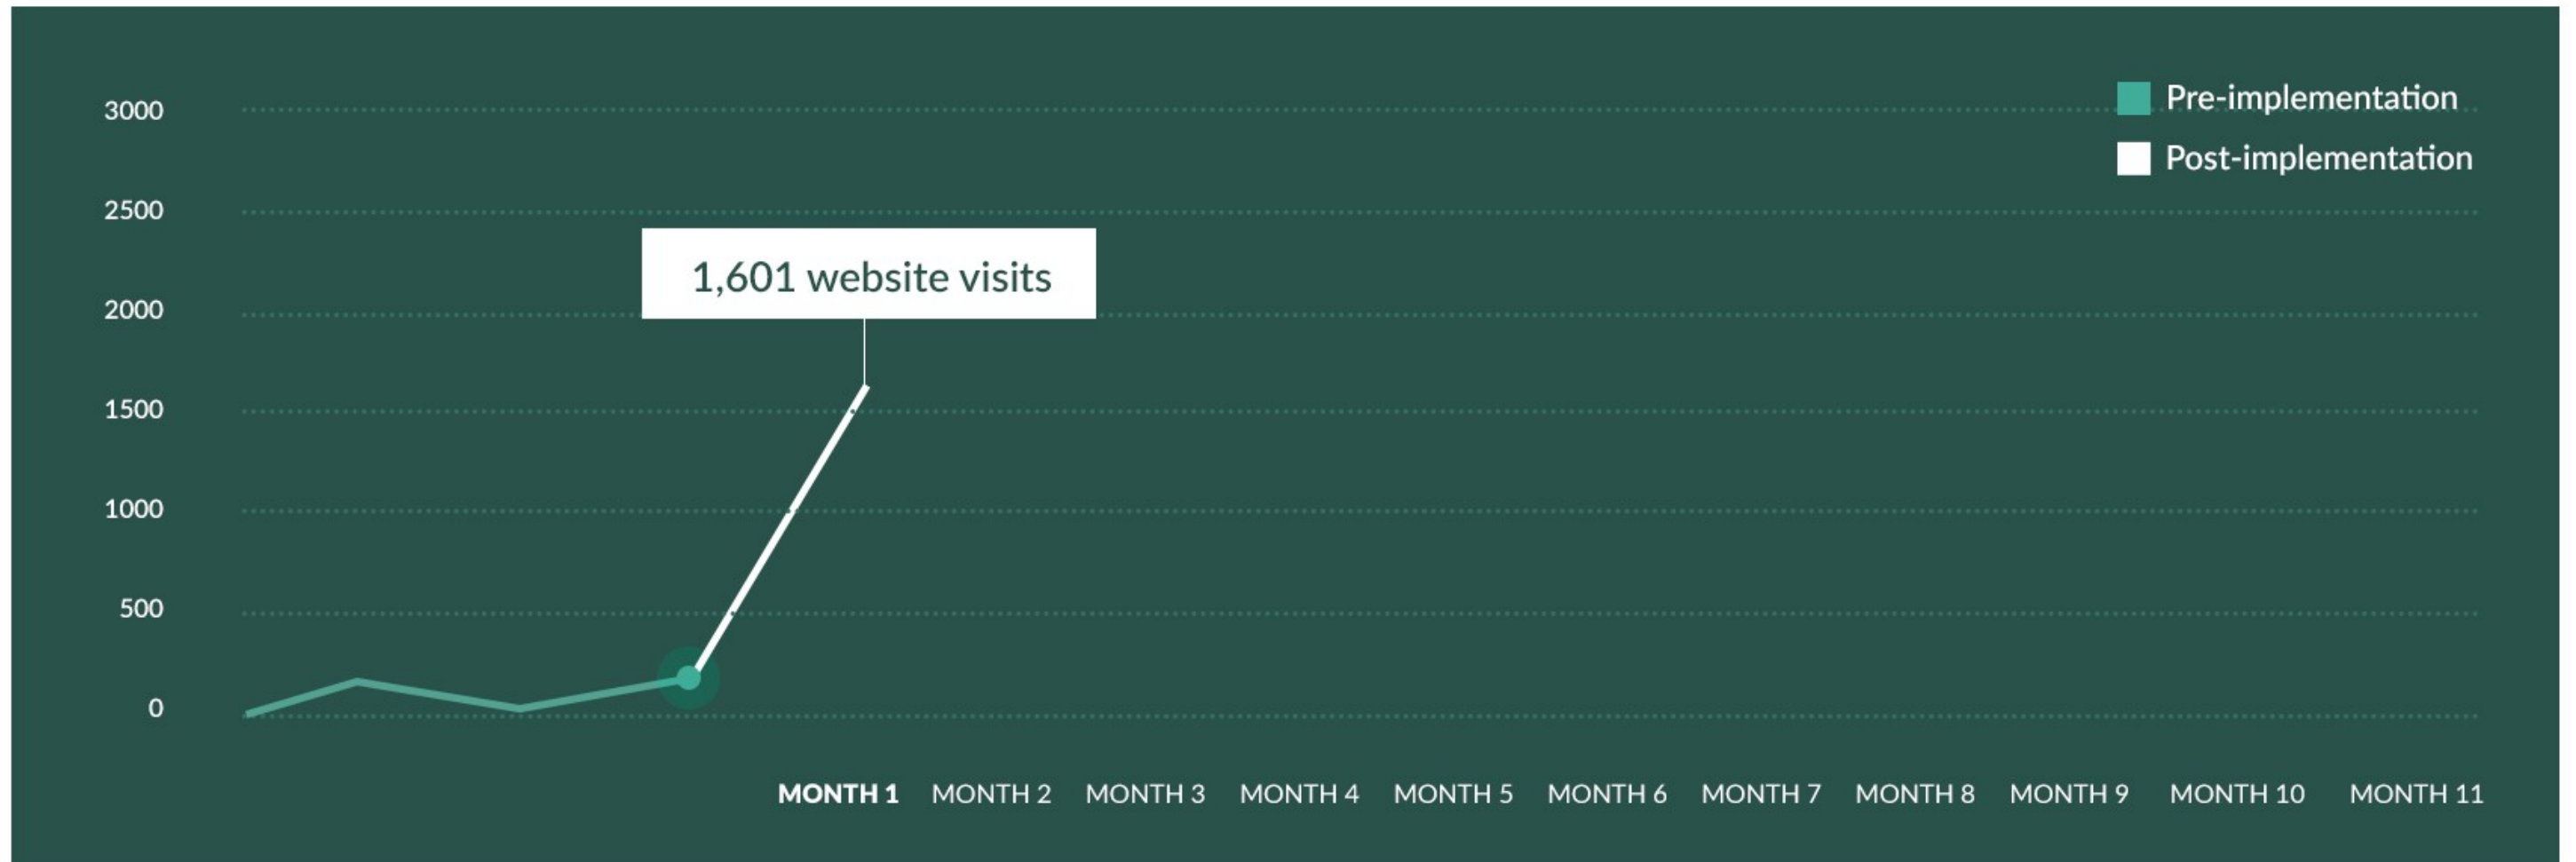 3000
Pre-implementation
Post-implementation
2500
1,601 website visits
2000
1500
1000
500
0
MONTH 1 MONTH 2 MONTH 3 MONTH 4 MONTH 5 MONTH 6 MONTH 7 MONTH 8 MONTH 9 MONTH 10 MONTH 11